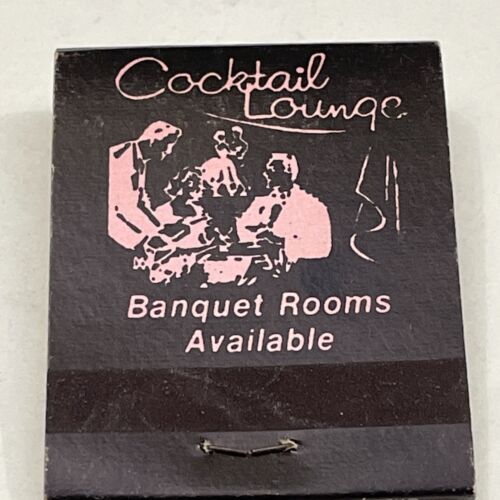 Cocktail
Lounge
Banquet Rooms
Available